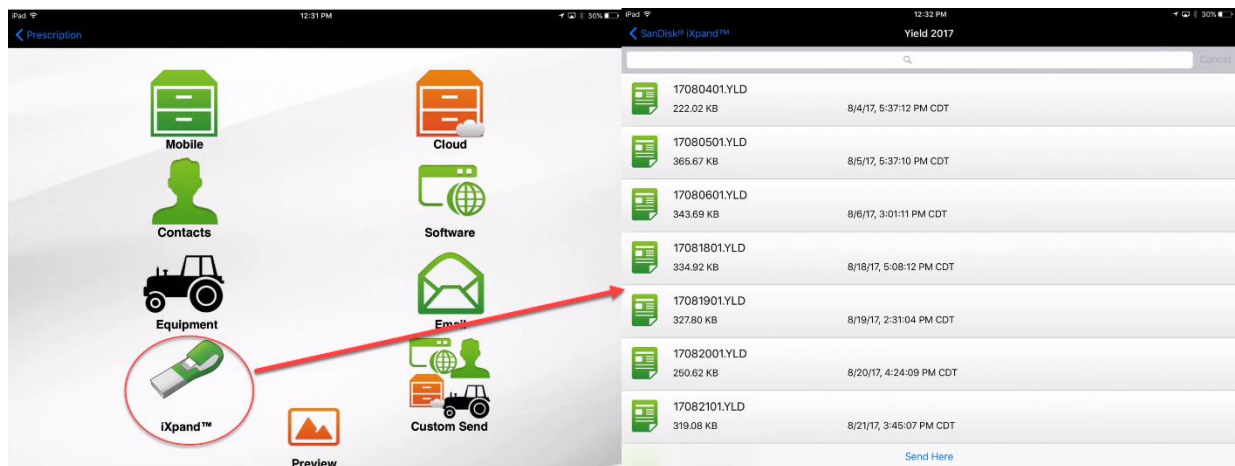 iPad 12:31 PM 30%
Prescription
Mobile Cloud
Contacts Software
Equipment Email
iXpand™ Custom Send
Preview
iPad 12:32 PM 30%
SanDisk® iXpand™ Yield 2017
Cancel
17080401.YLD
222.02 KB 8/4/17, 5:37:12 PM CDT
17080501.YLD
365.67 KB 8/5/17, 5:37:10 PM CDT
17080601.YLD
343.69 KB 8/6/17, 3:01:11 PM CDT
17081801.YLD
334.92 KB 8/18/17, 5:08:12 PM CDT
17081901.YLD
327.80 KB 8/19/17, 2:31:04 PM CDT
17082001.YLD
250.62 KB 8/20/17, 4:24:09 PM CDT
17082101.YLD
319.08 KB 8/21/17, 3:45:07 PM CDT
Send Here